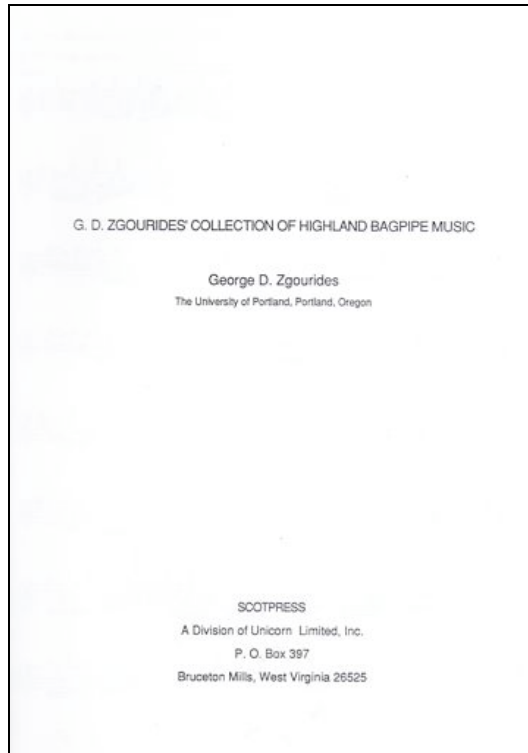 G. D. ZGOURIDES' COLLECTION OF HIGHLAND BAGPIPE MUSIC
George D. Zgourides
The University of Portland, Portland, Oregon
SCOTPRESS
A Division of Unicorn Limited, Inc.
P. O. Box 397
Bruceton Mills, West Virginia 26525